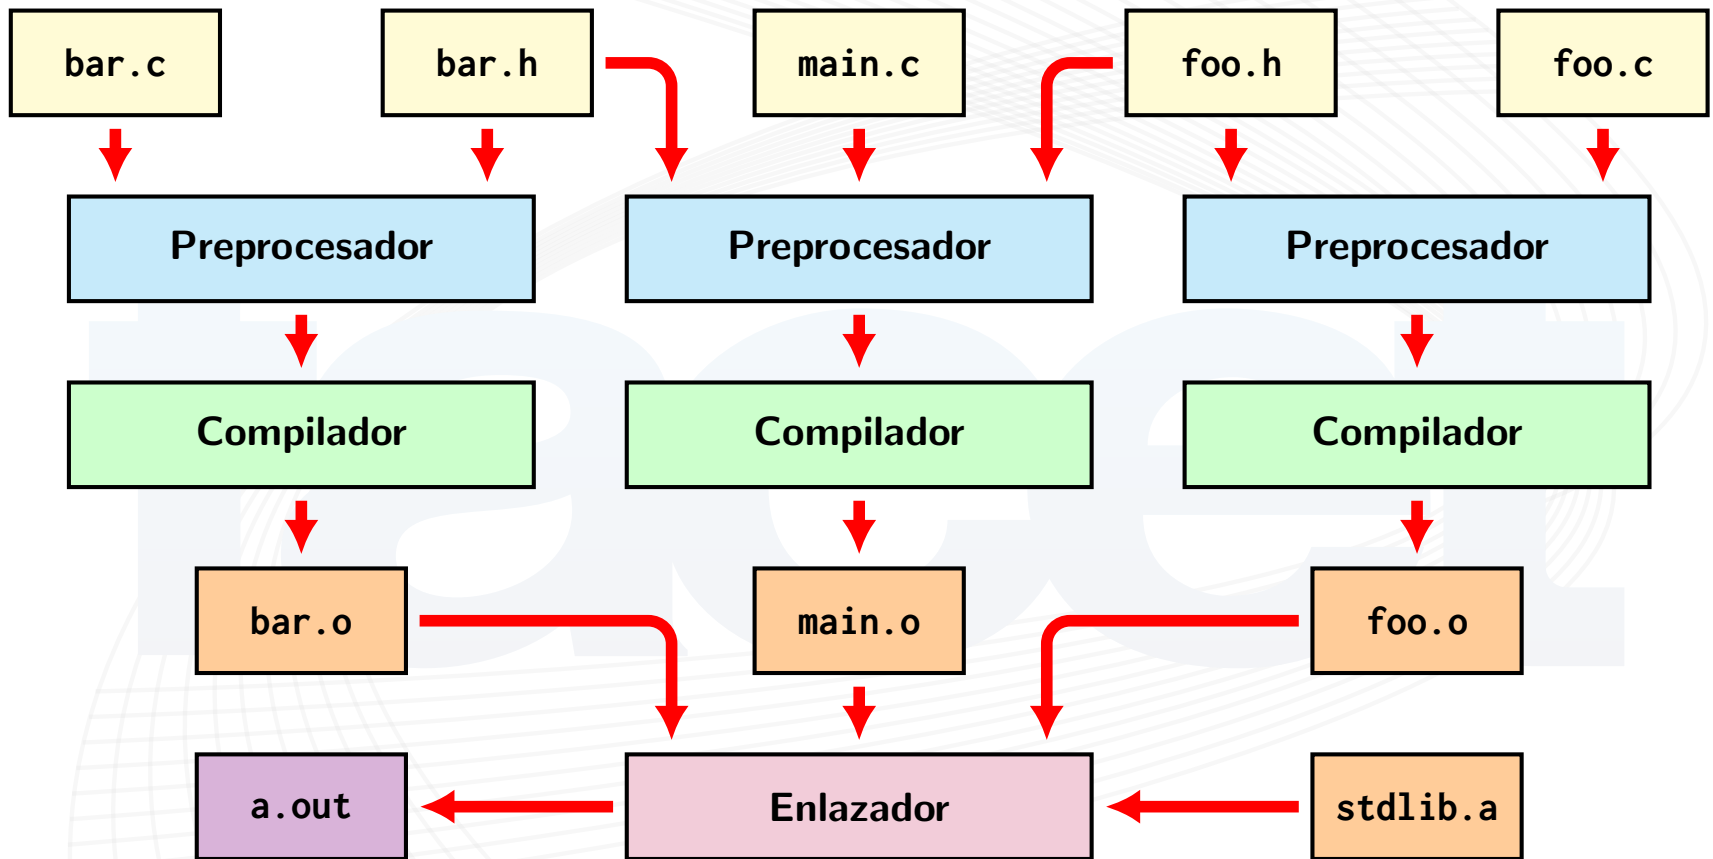 bar.c
bar.h
main.c
foo.h
foo.c
Preprocesador
Preprocesador
Preprocesador
Compilador
Compilador
Compilador
bar.o
main.o
foo.o
a.out
Enlazador
stdlib.a